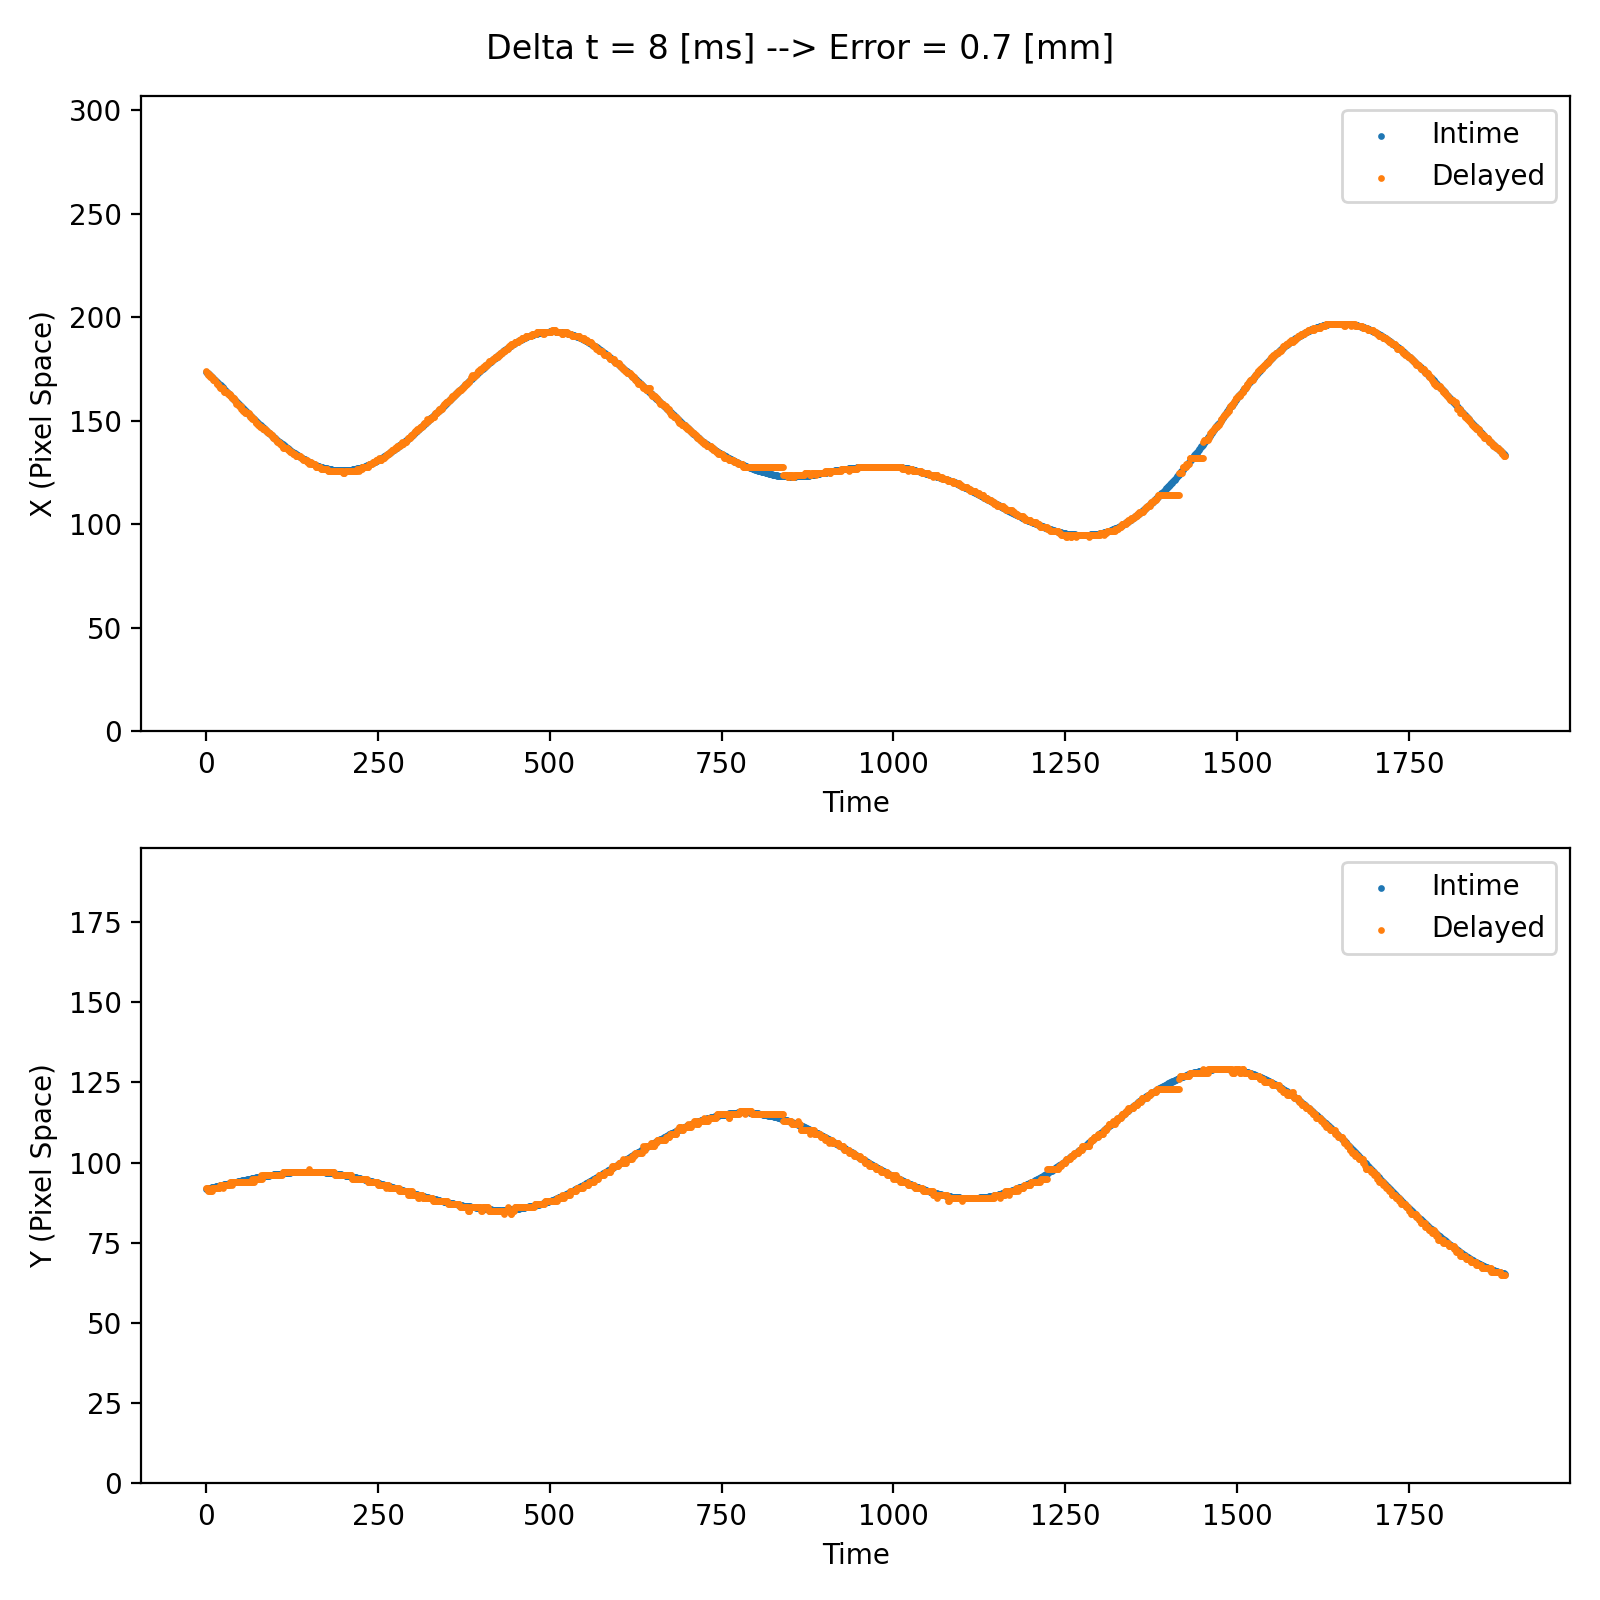 Delta t = 8 [ms] --> Error = 0.7 [mm]
300
250
200
150
100
50
0
X (Pixel Space)
Intime
Delayed
0 250 500 750 1000 1250 1500 1750
Time
175
150
125
100
75
50
25
0
Y (Pixel Space)
Intime
Delayed
0 250 500 750 1000 1250 1500 1750
Time